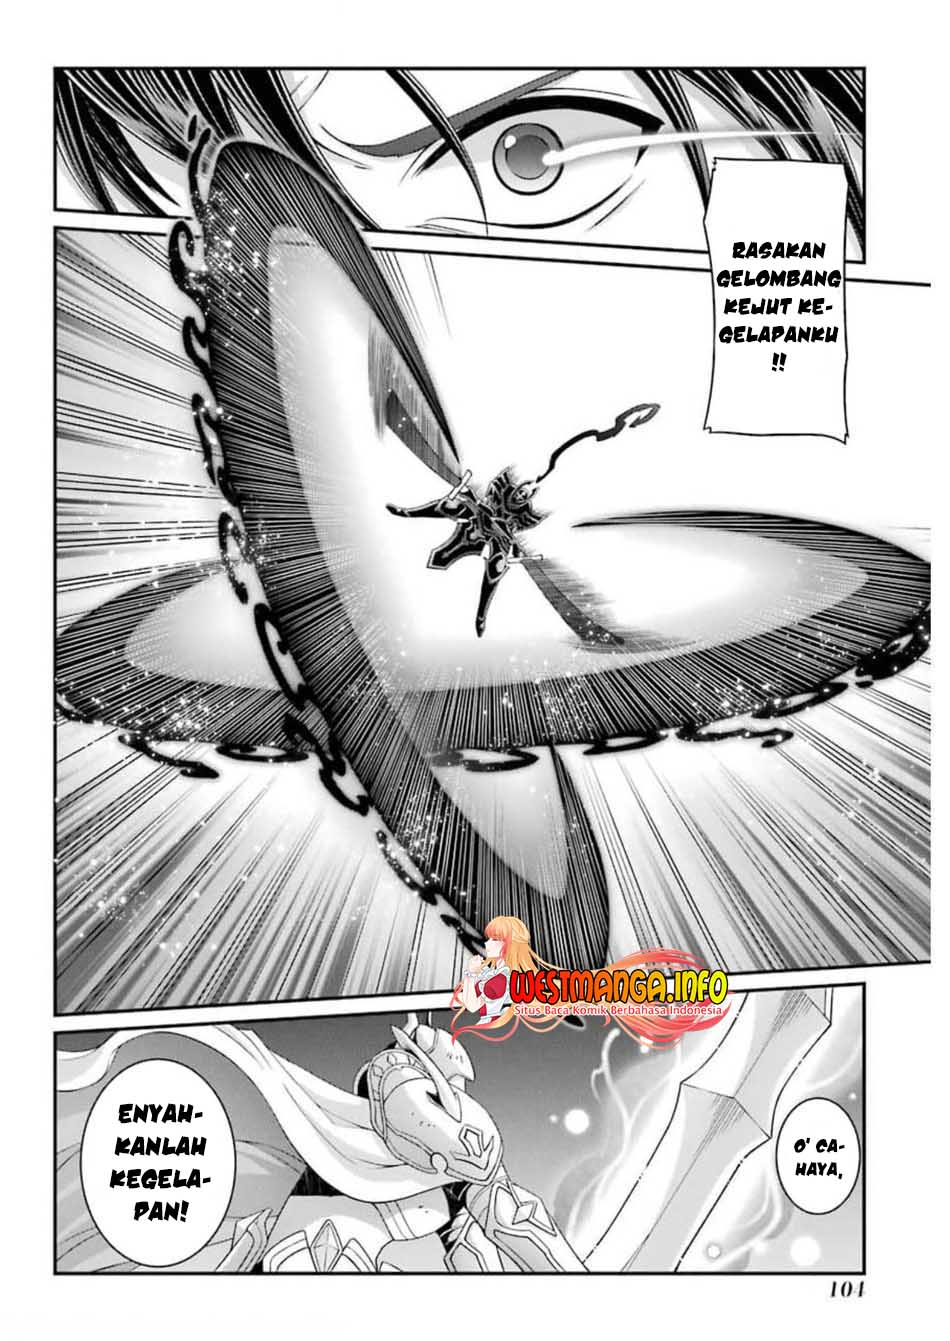 RASAKAN
GELOMBANG
KEJUT KE-
GELAPANKU
!!
WESTMANGA.INFO
Situs Baca Komik Berbahasa Indonesia
O' CA-
HAYA,
ENYAH-
KANLAH
KEGELA-
PAN!
104